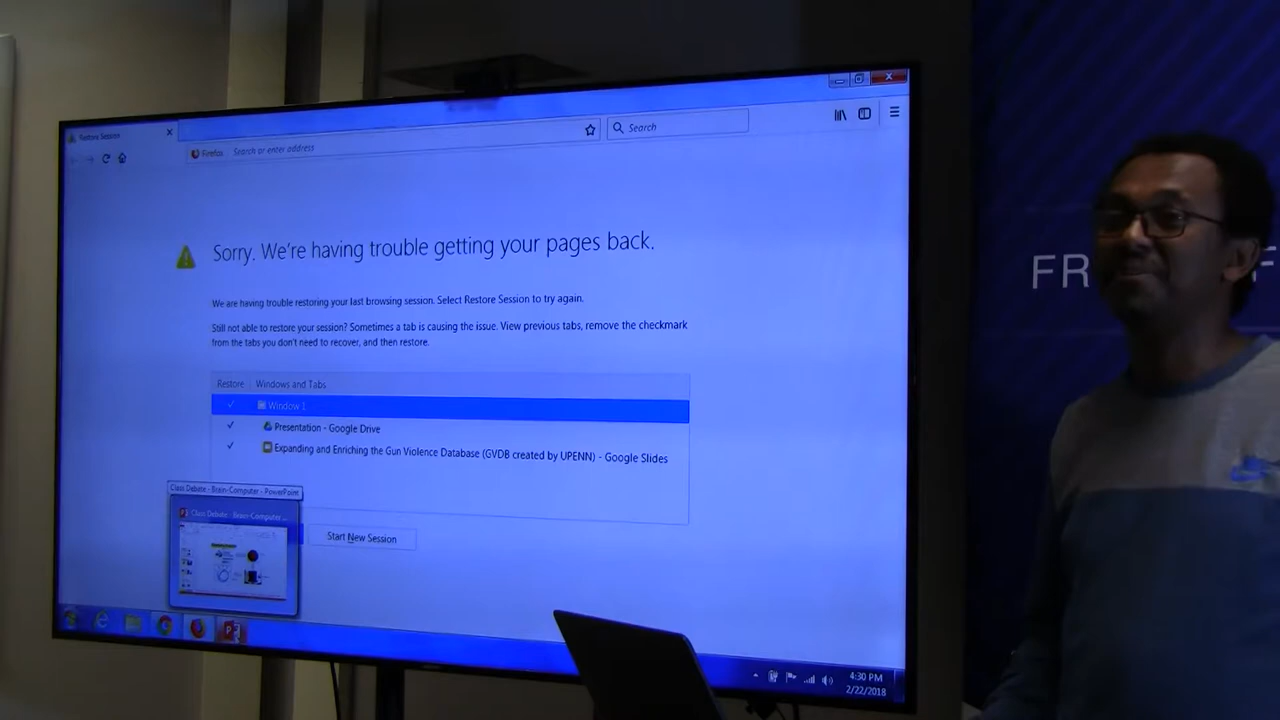 Restore Session
Firefox
Search or enter address
Search
Sorry. We're having trouble getting your pages back.
We are having trouble restoring your last browsing session. Select Restore Session to try again.
Still not able to restore your session? Sometimes a tab is causing the issue. View previous tabs, remove the checkmark
from the tabs you don't need to recover, and then restore.
Restore Windows and Tabs
Window 1
Presentation - Google Drive
Expanding and Enriching the Gun Violence Database (GVDB created by UPENN) - Google Slides
Class Debate - Brain-Computer - PowerPoint
Class Debate - Brain-Computer ...
Start New Session
4:30 PM
2/22/2018
FR
F